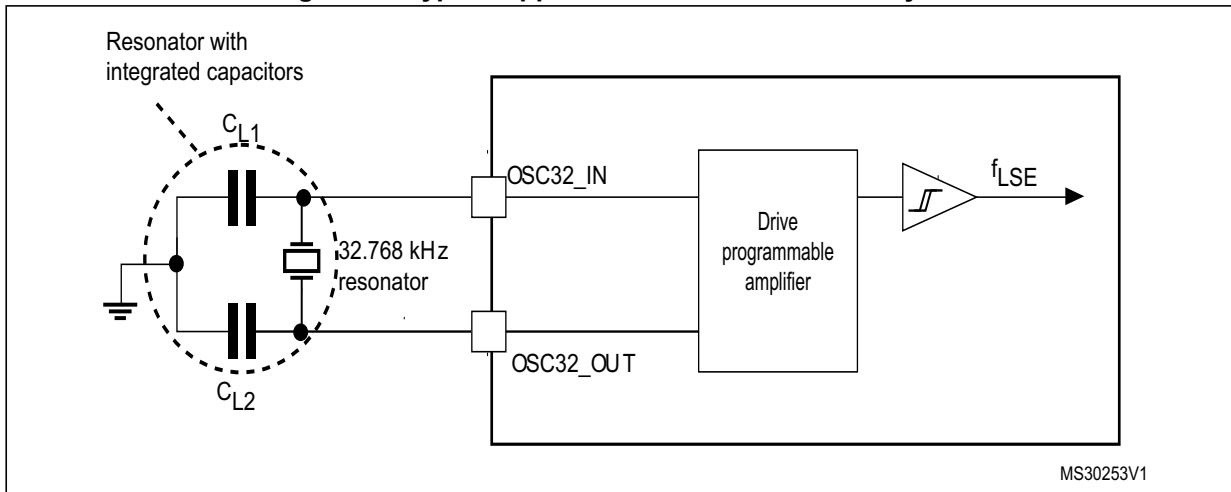 Resonator with
integrated capacitors
CL1
OSC32_IN
fLSE
Drive
programmable
amplifier
32.768 kHz
resonator
OSC32_OUT
CL2
MS30253V1